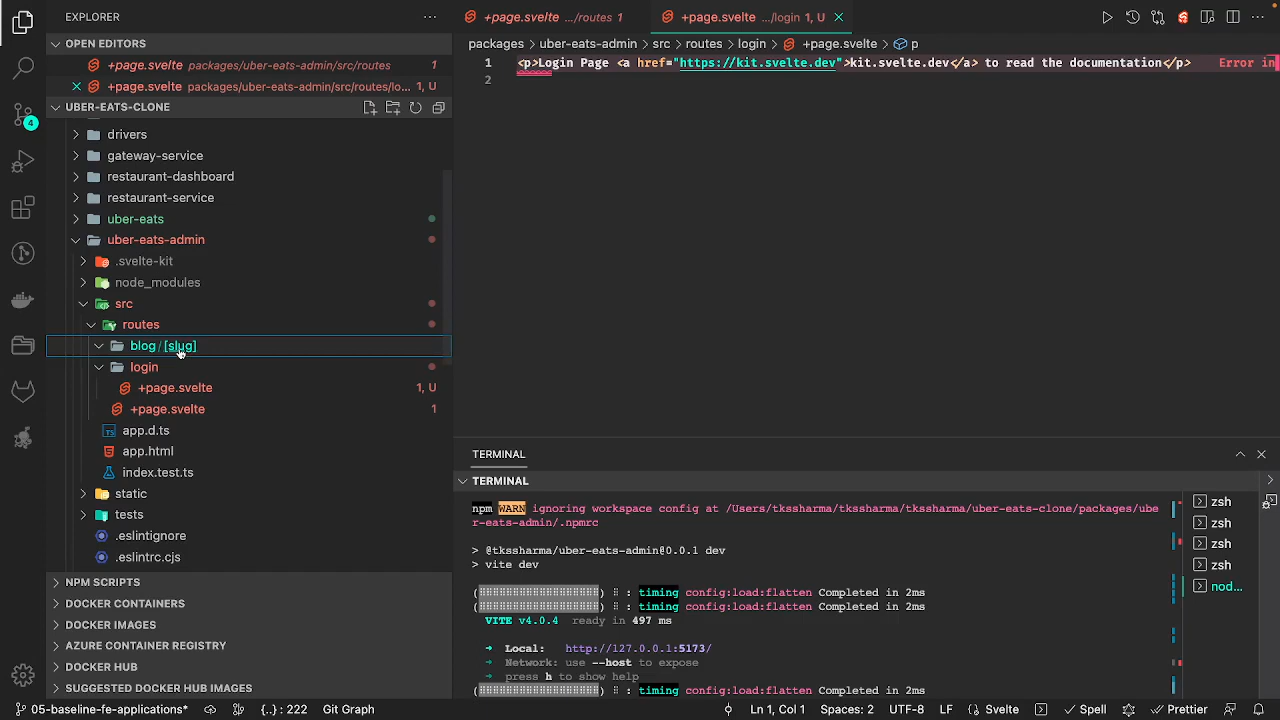 EXPLORER
+page.svelte .../routes 1
+page.svelte .../login 1, U
OPEN EDITORS
+page.svelte packages/uber-eats-admin/src/routes 1
+page.svelte packages/uber-eats-admin/src/routes/lo... 1, U
packages > uber-eats-admin > src > routes > login > +page.svelte > p
1 <p>Login Page <a href="https://kit.svelte.dev">kit.svelte.dev</a> to read the documentation</p> Error in
2
UBER-EATS-CLONE
drivers
gateway-service
restaurant-dashboard
restaurant-service
uber-eats
uber-eats-admin
.svelte-kit
node_modules
src
routes
blog / [slug]
login
+page.svelte 1, U
+page.svelte 1
app.d.ts
app.html
index.test.ts
static
tests
.eslintignore
.eslintrc.cjs
NPM SCRIPTS
DOCKER CONTAINERS
DOCKER IMAGES
AZURE CONTAINER REGISTRY
DOCKER HUB
SUGGESTED DOCKER HUB IMAGES
4
TERMINAL
TERMINAL
npm WARN ignoring workspace config at /Users/tkssharma/tkssharma/uber-eats-clone/packages/ube
r-eats-admin/.npmrc
> @tkssharma/uber-eats-admin@0.0.1 dev
> vite dev
timing config:load:flatten Completed in 2ms
timing config:load:flatten Completed in 2ms
VITE v4.0.4 ready in 497 ms
➜ Local: http://127.0.0.1:5173/
➜ Network: use --host to expose
➜ press h to show help
timing config:load:flatten Completed in 2ms
zsh
zsh
zsh
zsh
nod...
05-baseline-fe-applications* {..}: 222 Git Graph Ln 1, Col 1 Spaces: 2 UTF-8 LF {} Svelte Spell Prettier